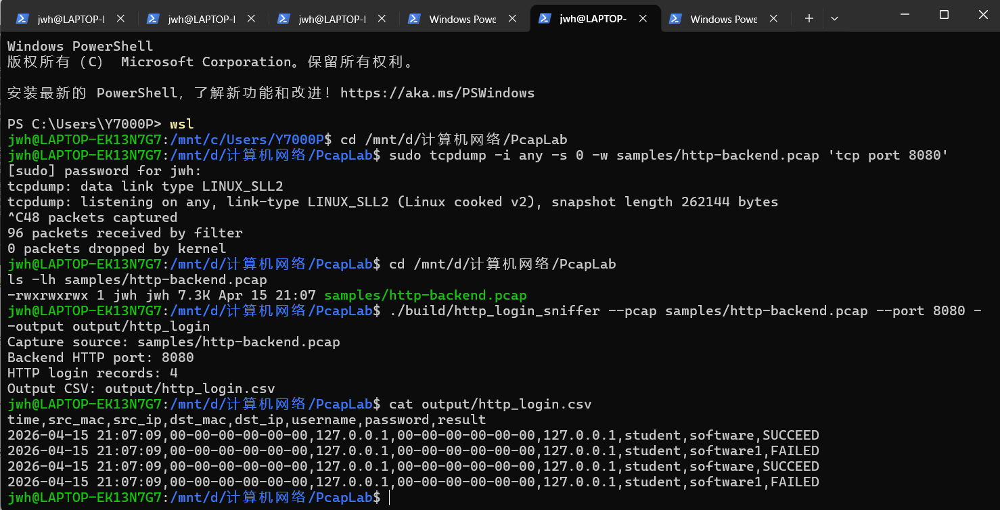 jwh@LAPTOP-I
jwh@LAPTOP-I
jwh@LAPTOP-I
Windows Powe
jwh@LAPTOP-
Windows Powe
Windows PowerShell
版权所有（C） Microsoft Corporation。保留所有权利。
安装最新的 PowerShell，了解新功能和改进！https://aka.ms/PSWindows
PS C:\Users\Y7000P> wsl
jwh@LAPTOP-EK13N7G7:/mnt/c/Users/Y7000P$ cd /mnt/d/计算机网络/PcapLab
jwh@LAPTOP-EK13N7G7:/mnt/d/计算机网络/PcapLab$ sudo tcpdump -i any -s 0 -w samples/http-backend.pcap 'tcp port 8080'
[sudo] password for jwh:
tcpdump: data link type LINUX_SLL2
tcpdump: listening on any, link-type LINUX_SLL2 (Linux cooked v2), snapshot length 262144 bytes
^C48 packets captured
96 packets received by filter
0 packets dropped by kernel
jwh@LAPTOP-EK13N7G7:/mnt/d/计算机网络/PcapLab$ cd /mnt/d/计算机网络/PcapLab
ls -lh samples/http-backend.pcap
-rwxrwxrwx 1 jwh jwh 7.3K Apr 15 21:07 samples/http-backend.pcap
jwh@LAPTOP-EK13N7G7:/mnt/d/计算机网络/PcapLab$ ./build/http_login_sniffer --pcap samples/http-backend.pcap --port 8080 -
-output output/http_login
Capture source: samples/http-backend.pcap
Backend HTTP port: 8080
HTTP login records: 4
Output CSV: output/http_login.csv
jwh@LAPTOP-EK13N7G7:/mnt/d/计算机网络/PcapLab$ cat output/http_login.csv
time,src_mac,src_ip,dst_mac,dst_ip,username,password,result
2026-04-15 21:07:09,00-00-00-00-00-00,127.0.0.1,00-00-00-00-00-00,127.0.0.1,student,software,SUCCEED
2026-04-15 21:07:09,00-00-00-00-00-00,127.0.0.1,00-00-00-00-00-00,127.0.0.1,student,software1,FAILED
2026-04-15 21:07:09,00-00-00-00-00-00,127.0.0.1,00-00-00-00-00-00,127.0.0.1,student,software,SUCCEED
2026-04-15 21:07:09,00-00-00-00-00-00,127.0.0.1,00-00-00-00-00-00,127.0.0.1,student,software1,FAILED
jwh@LAPTOP-EK13N7G7:/mnt/d/计算机网络/PcapLab$